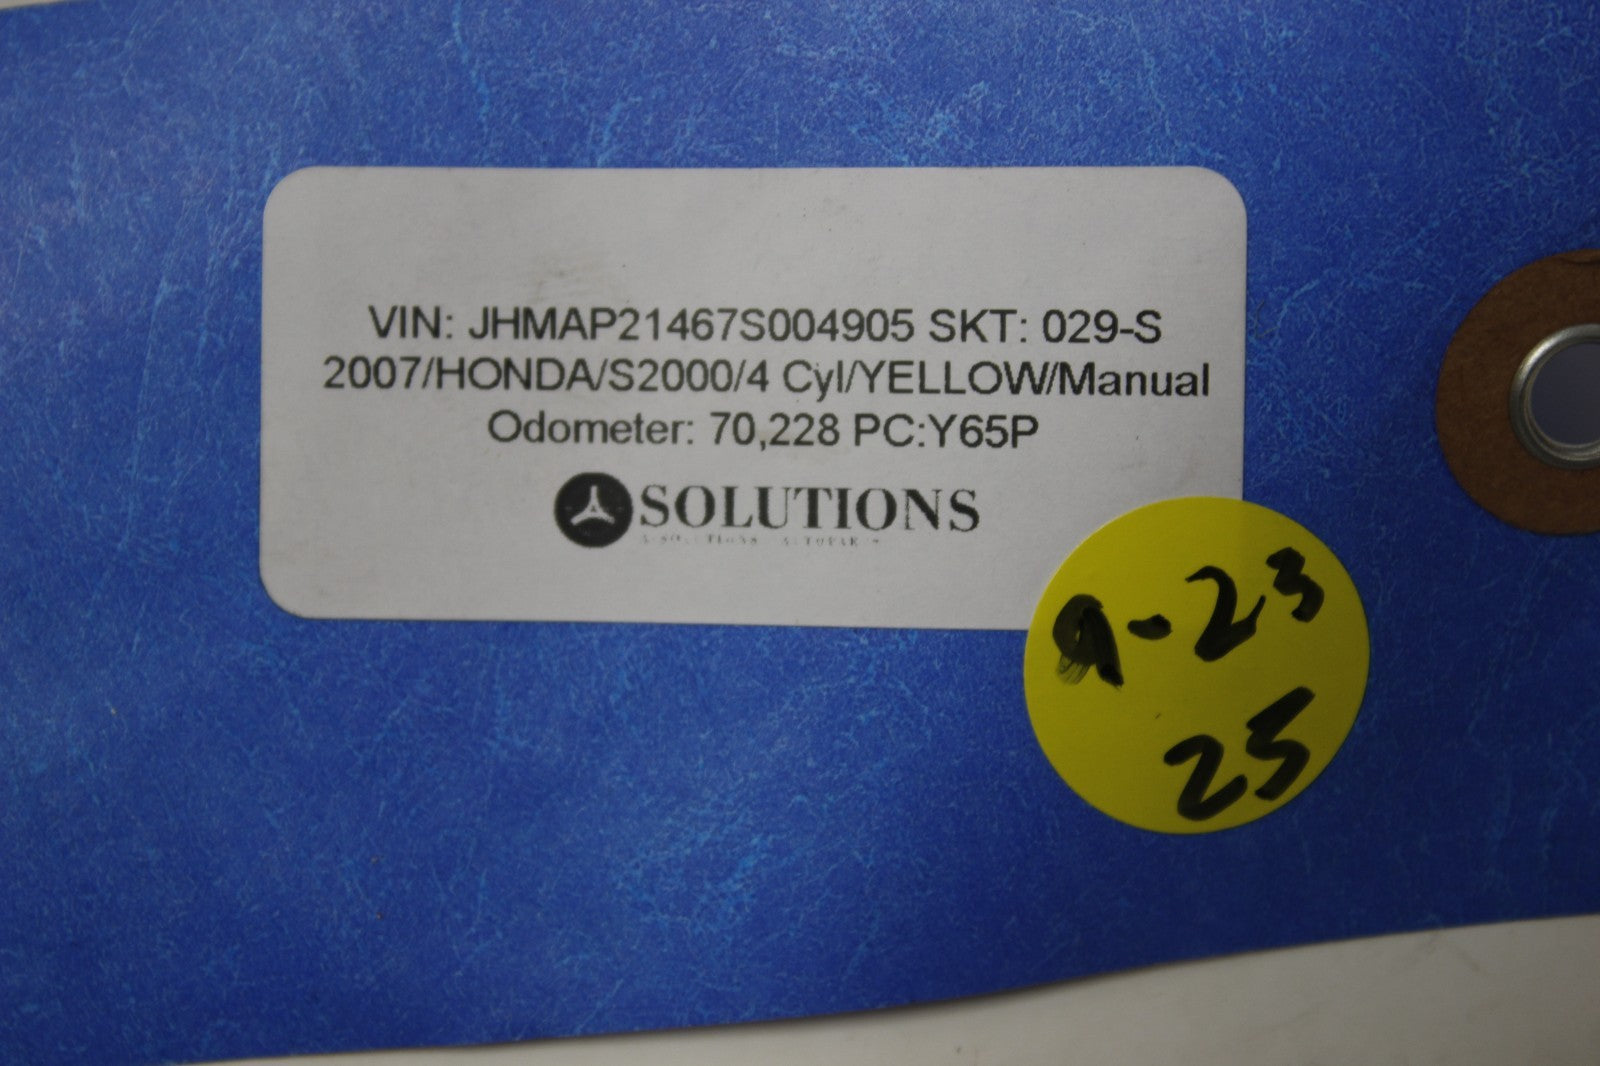 VIN: JHMAP21467S004905 SKT: 029-S
2007/HONDA/S2000/4 Cyl/YELLOW/Manual
Odometer: 70,228 PC:Y65P
SOLUTIONS
9-23
25